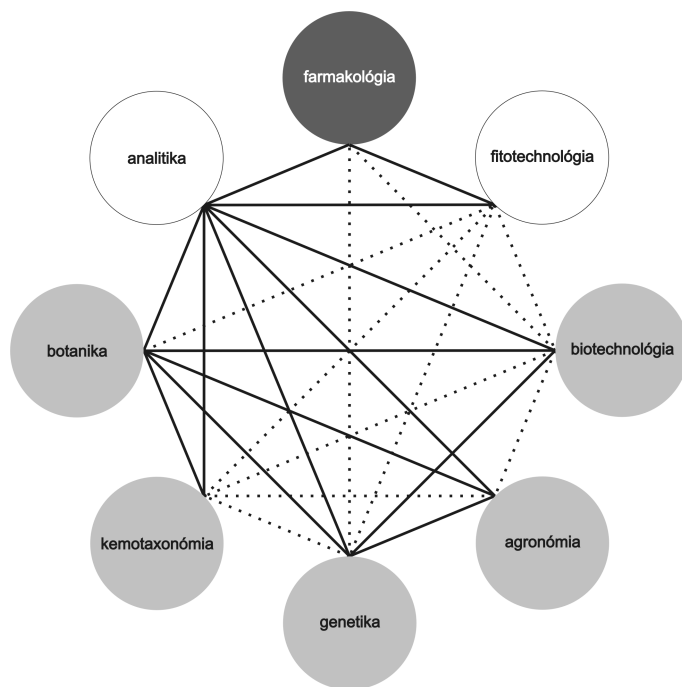 farmakológia
analitika
fitotechnológia
botanika
biotechnológia
kemotaxonómia
agronómia
genetika